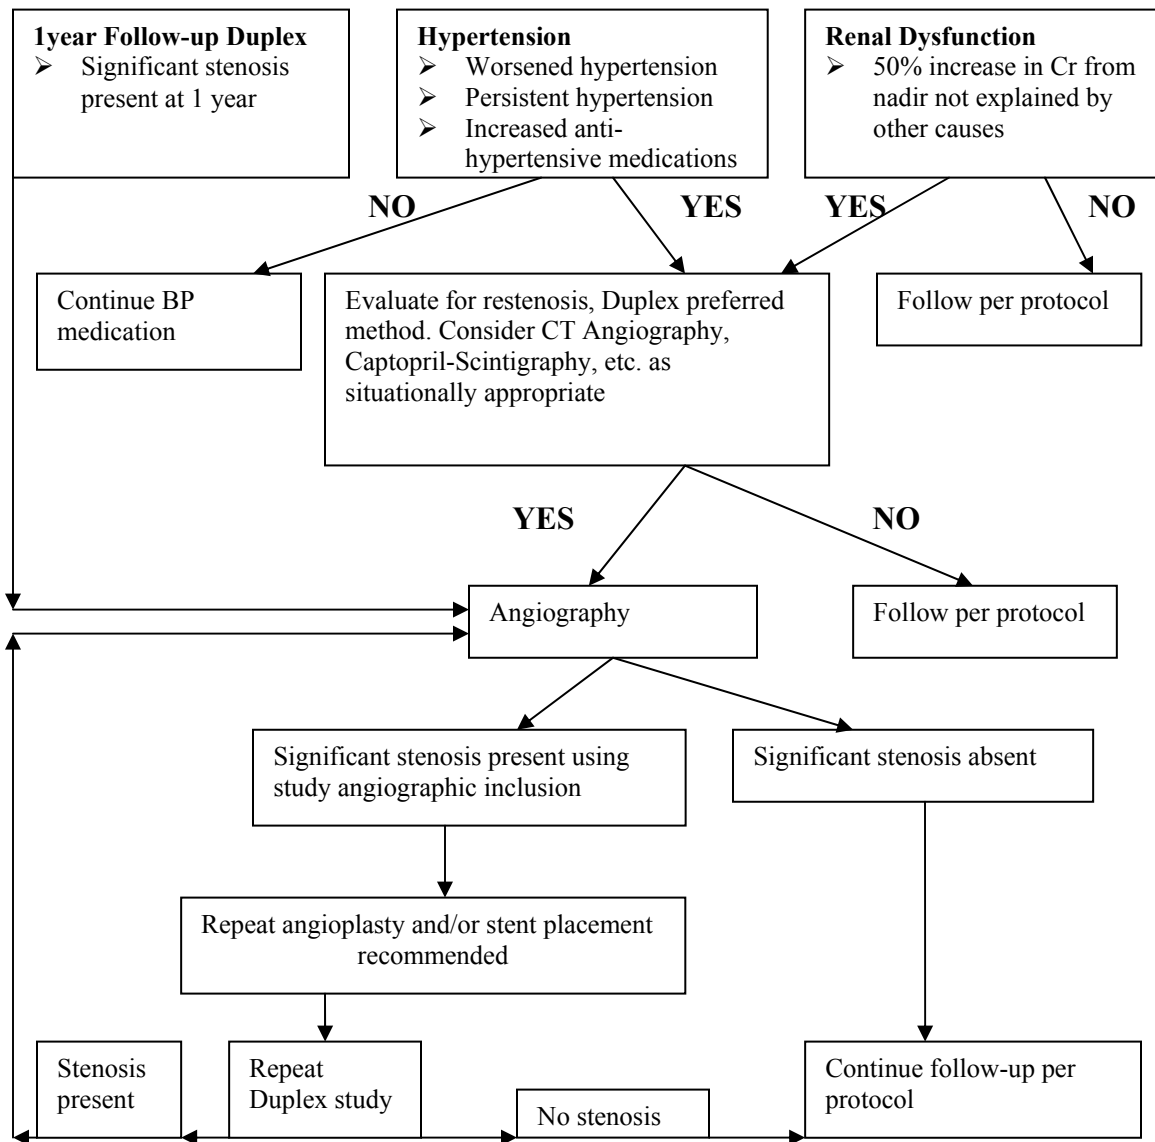 1year Follow-up Duplex
➢ Significant stenosis
present at 1 year
Hypertension
➢ Worsened hypertension
➢ Persistent hypertension
➢ Increased anti-
hypertensive medications
Renal Dysfunction
➢ 50% increase in Cr from
nadir not explained by
other causes
NO
YES
YES
NO
Continue BP
medication
Evaluate for restenosis, Duplex preferred
method. Consider CT Angiography,
Captopril-Scintigraphy, etc. as
situationally appropriate
Follow per protocol
YES
NO
Angiography
Follow per protocol
Significant stenosis present using
study angiographic inclusion
Significant stenosis absent
Repeat angioplasty and/or stent placement
recommended
Stenosis
present
Repeat
Duplex study
No stenosis
Continue follow-up per
protocol